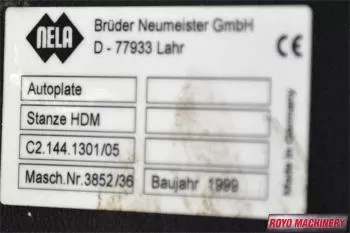 NELA
Brüder Neumeister GmbH
D - 77933 Lahr
CE
Autoplate
Stanze HDM
C2.144.1301/05
Masch.Nr.3852/36 Baujahr 1999
Made in Germany
ROYO MACHINERY